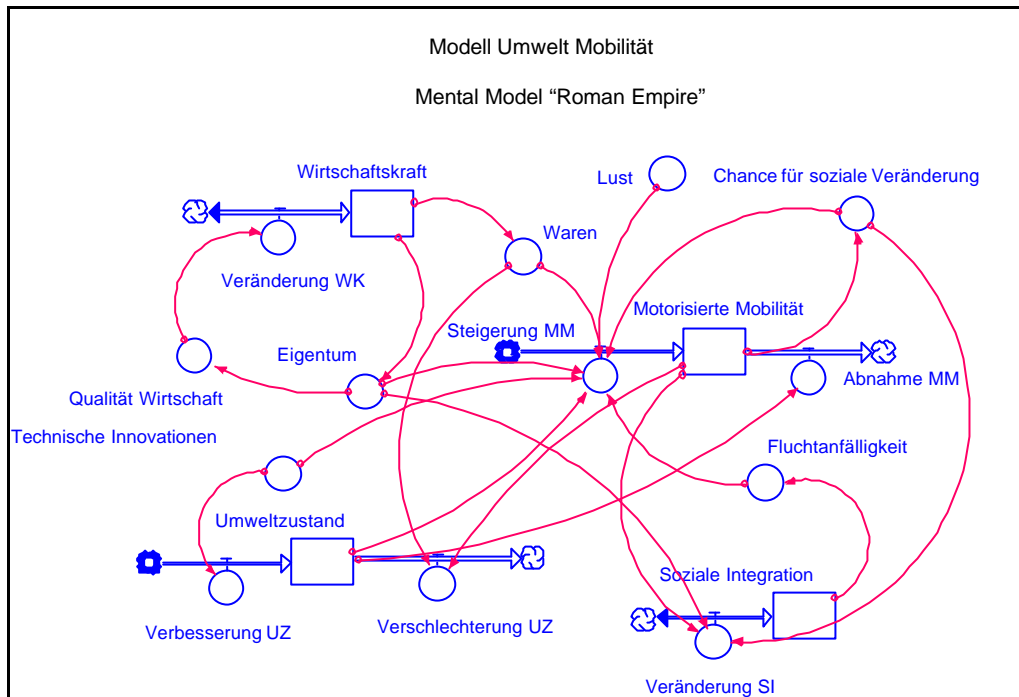 Modell Umwelt Mobilität
Mental Model “Roman Empire”
Wirtschaftskraft
Lust
Chance für soziale Veränderung
Waren
Veränderung WK
Motorisierte Mobilität
Steigerung MM
Eigentum
Abnahme MM
Qualität Wirtschaft
Technische Innovationen
Fluchtanfälligkeit
Umweltzustand
Soziale Integration
Verbesserung UZ
Verschlechterung UZ
Veränderung SI